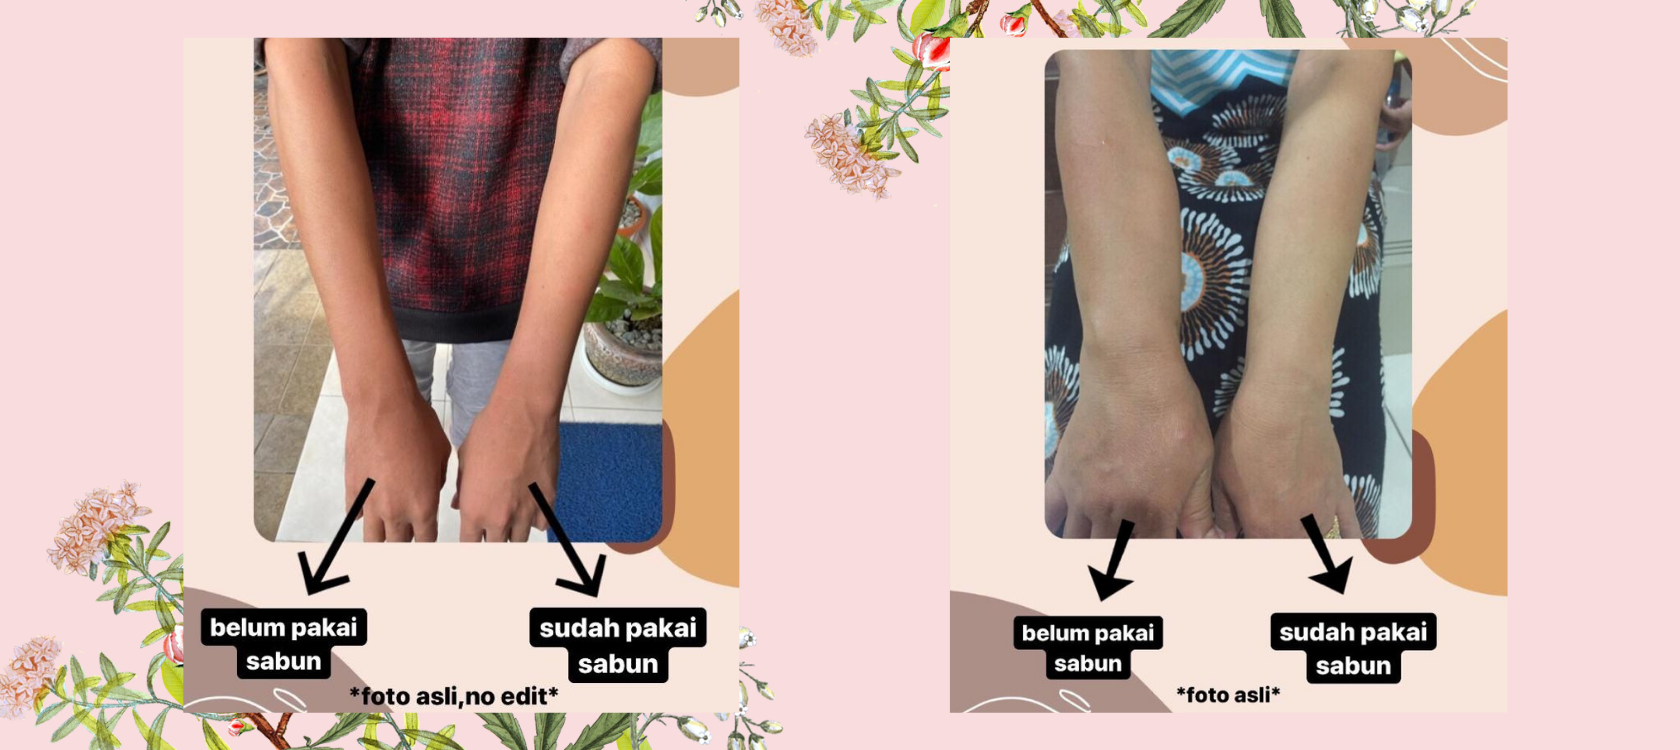 belum pakai
sabun
sudah pakai
sabun
*foto asli,no edit*
belum pakai
sabun
sudah pakai
sabun
*foto asli*